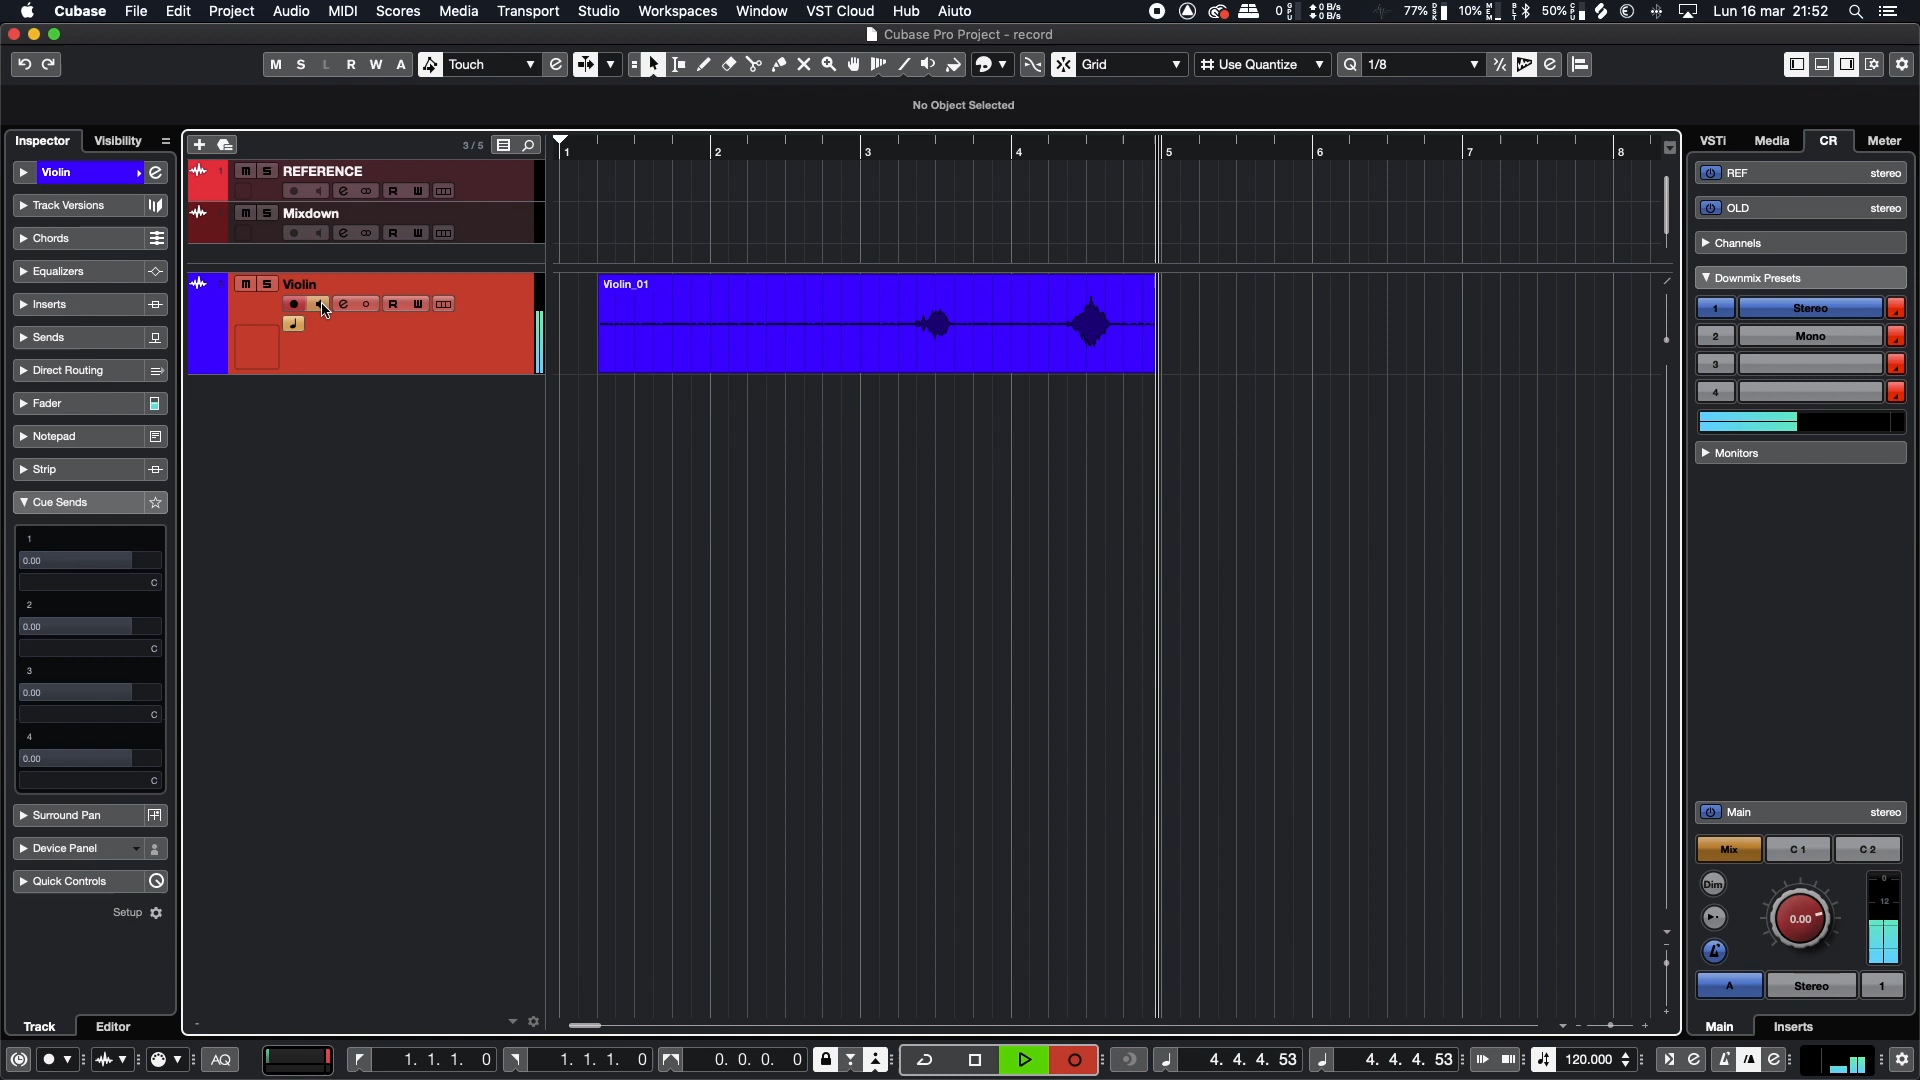 Cubase File Edit Project Audio MIDI Scores Media Transport Studio Workspaces Window VST Cloud Hub Aiuto 77% 10% 50% Lun 16 mar 21:52
Cubase Pro Project - record
M S L R W A Touch Grid Use Quantize 1/8
No Object Selected
Inspector Visibility 3/5 1 2 3 4 5 6 7 8 VSTi Media CR Meter
Violin
Track Versions
Chords
Equalizers
Inserts
Sends
Direct Routing
Fader
Notepad
Strip
Cue Sends
1
0.00
C
2
0.00
C
3
0.00
C
4
0.00
C
Surround Pan
Device Panel
Quick Controls
Setup
Track Editor
m S REFERENCE
R W
m S Mixdown
R W
m S Violin
R W
Violin_01
REF stereo
OLD stereo
Channels
Downmix Presets
1 Stereo
2 Mono
3
4
Monitors
Main stereo
Mix C 1 C 2
Dim
0.00
0
12
A Stereo 1
Main Inserts
AQ 1. 1. 1. 0 1. 1. 1. 0 0. 0. 0. 0 4. 4. 4. 53 4. 4. 4. 53 120.000